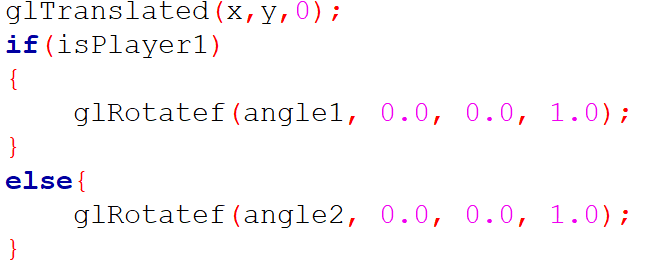 glTranslated(x,y,0);
if(isPlayer1)
{
    glRotatef(angle1, 0.0, 0.0, 1.0);
}
else{
    glRotatef(angle2, 0.0, 0.0, 1.0);
}